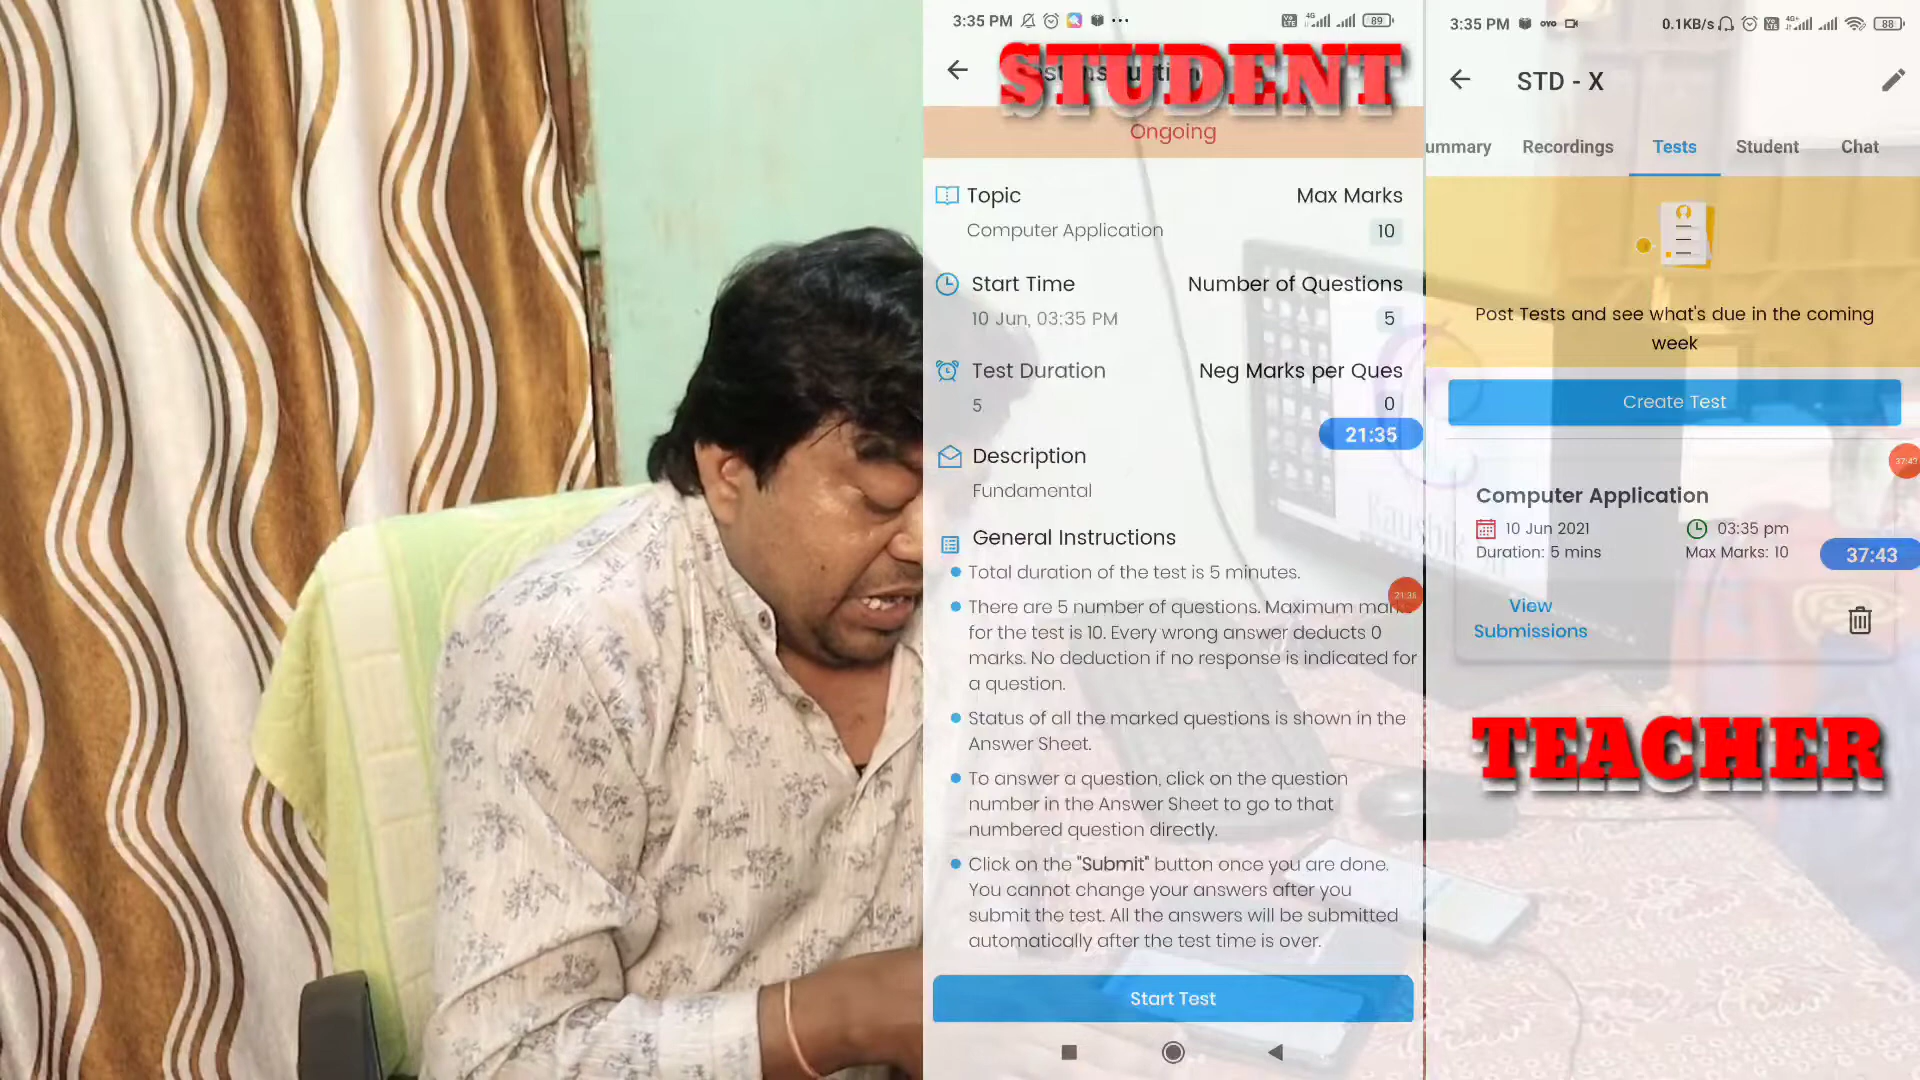 3:35 PM
89
STUDENT
Ongoing
Topic
Max Marks
Computer Application
10
Start Time
Number of Questions
10 Jun, 03:35 PM
5
Test Duration
Neg Marks per Ques
5
0
21:35
Description
Fundamental
General Instructions
Total duration of the test is 5 minutes.
There are 5 number of questions. Maximum
for the test is 10. Every wrong answer deducts 0
marks. No deduction if no response is indicated for
a question.
Status of all the marked questions is shown in the
Answer Sheet.
To answer a question, click on the question
number in the Answer Sheet to go to that
numbered question directly.
Click on the "Submit" button once you are done.
You cannot change your answers after you
submit the test. All the answers will be submitted
automatically after the test time is over.
Start Test
3:35 PM
OYO
0.1KB/s
4G+
88
STD - X
ummary
Recordings
Tests
Student
Chat
Post Tests and see what's due in the coming
week
Create Test
37:43
Computer Application
10 Jun 2021
03:35 pm
Duration: 5 mins
Max Marks: 10
37:43
View
Submissions
TEACHER